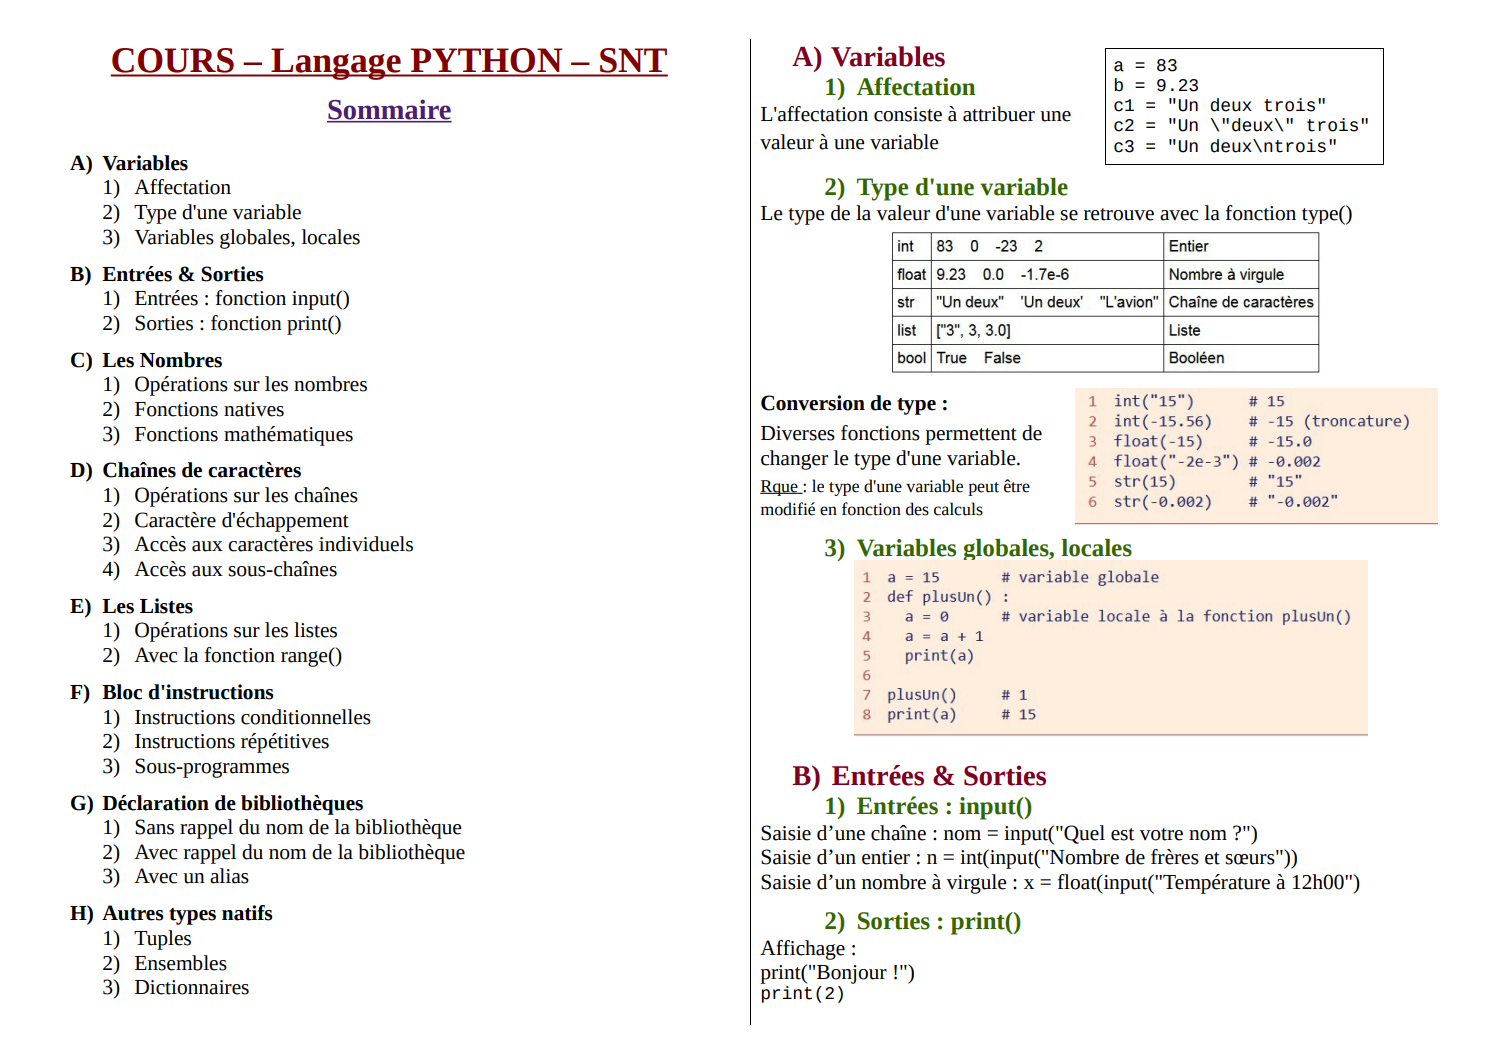 COURS – Langage PYTHON – SNT
Sommaire
A) Variables
1) Affectation
2) Type d'une variable
3) Variables globales, locales
B) Entrées & Sorties
1) Entrées : fonction input()
2) Sorties : fonction print()
C) Les Nombres
1) Opérations sur les nombres
2) Fonctions natives
3) Fonctions mathématiques
D) Chaînes de caractères
1) Opérations sur les chaînes
2) Caractère d'échappement
3) Accès aux caractères individuels
4) Accès aux sous-chaînes
E) Les Listes
1) Opérations sur les listes
2) Avec la fonction range()
F) Bloc d'instructions
1) Instructions conditionnelles
2) Instructions répétitives
3) Sous-programmes
G) Déclaration de bibliothèques
1) Sans rappel du nom de la bibliothèque
2) Avec rappel du nom de la bibliothèque
3) Avec un alias
H) Autres types natifs
1) Tuples
2) Ensembles
3) Dictionnaires
A) Variables
1) Affectation
L'affectation consiste à attribuer une
valeur à une variable
a = 83
b = 9.23
c1 = "Un deux trois"
c2 = "Un \"deux\" trois"
c3 = "Un deux\ntrois"
2) Type d'une variable
Le type de la valeur d'une variable se retrouve avec la fonction type()
int 83 0 -23 2 Entier
float 9.23 0.0 -1.7e-6 Nombre à virgule
str "Un deux" 'Un deux' "L'avion" Chaîne de caractères
list ["3", 3, 3.0] Liste
bool True False Booléen
Conversion de type :
Diverses fonctions permettent de
changer le type d'une variable.
Rque : le type d'une variable peut être
modifié en fonction des calculs
1 int("15") # 15
2 int(-15.56) # -15 (troncature)
3 float(-15) # -15.0
4 float("-2e-3") # -0.002
5 str(15) # "15"
6 str(-0.002) # "-0.002"
3) Variables globales, locales
1 a = 15 # variable globale
2 def plusUn() :
3 a = 0 # variable locale à la fonction plusUn()
4 a = a + 1
5 print(a)
6
7 plusUn() # 1
8 print(a) # 15
B) Entrées & Sorties
1) Entrées : input()
Saisie d’une chaîne : nom = input("Quel est votre nom ?")
Saisie d’un entier : n = int(input("Nombre de frères et sœurs"))
Saisie d’un nombre à virgule : x = float(input("Température à 12h00")
2) Sorties : print()
Affichage :
print("Bonjour !")
print(2)